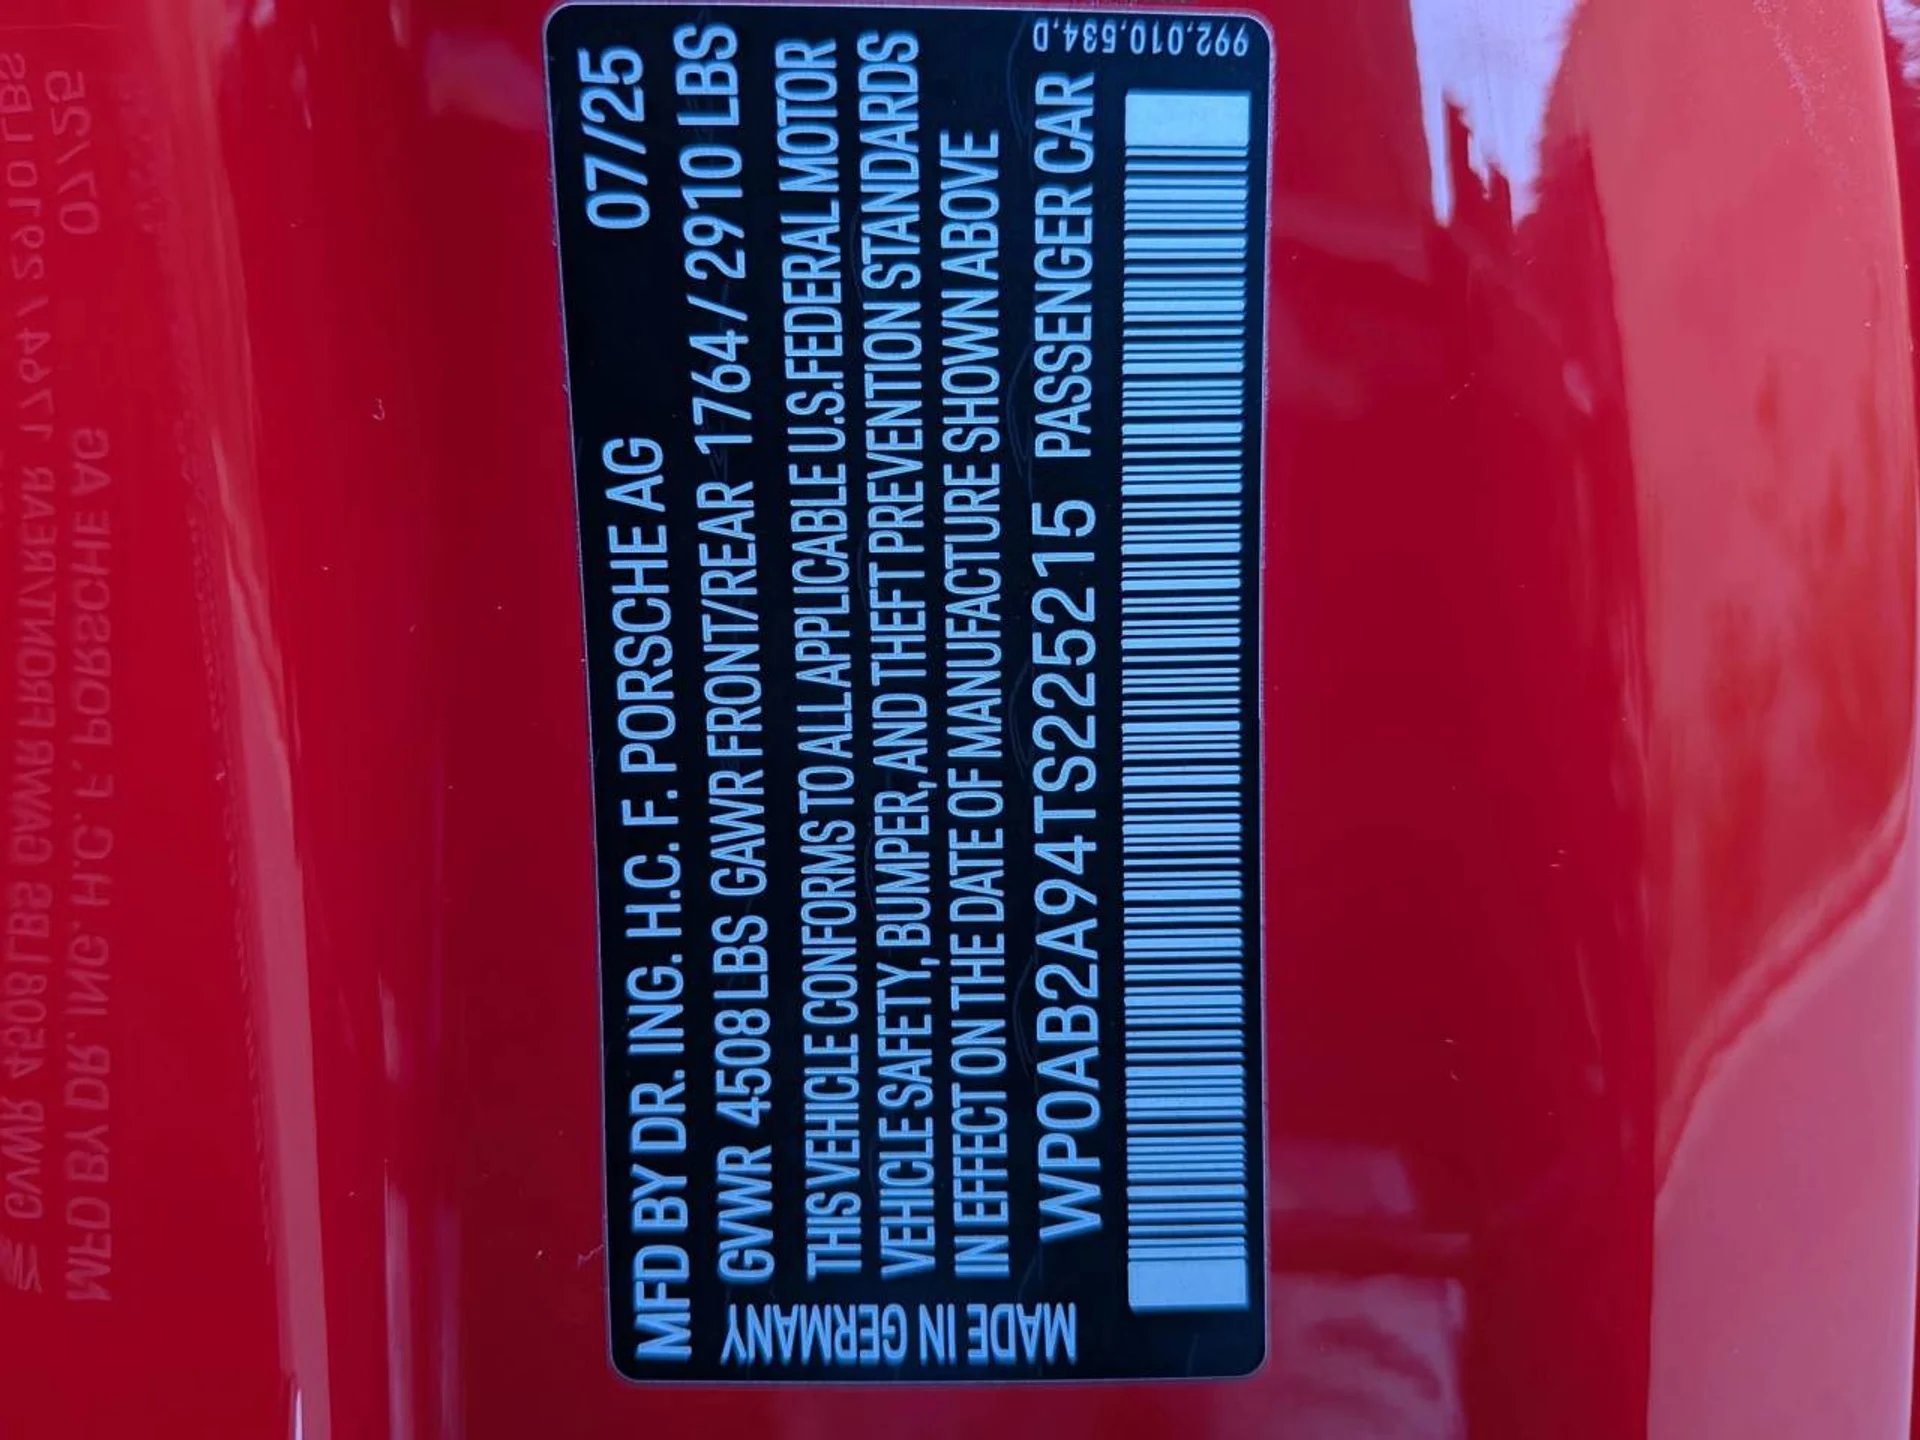 MFD BY DR. ING. H.C. F. PORSCHE AG 07/25
GVWR 4508 LBS GAWR FRONT/REAR 1764 / 2910 LBS
THIS VEHICLE CONFORMS TO ALL APPLICABLE U.S. FEDERAL MOTOR
VEHICLE SAFETY, BUMPER, AND THEFT PREVENTION STANDARDS
IN EFFECT ON THE DATE OF MANUFACTURE SHOWN ABOVE
WP0AB2A94TS225215 PASSENGER CAR
MADE IN GERMANY
992.010.534.D